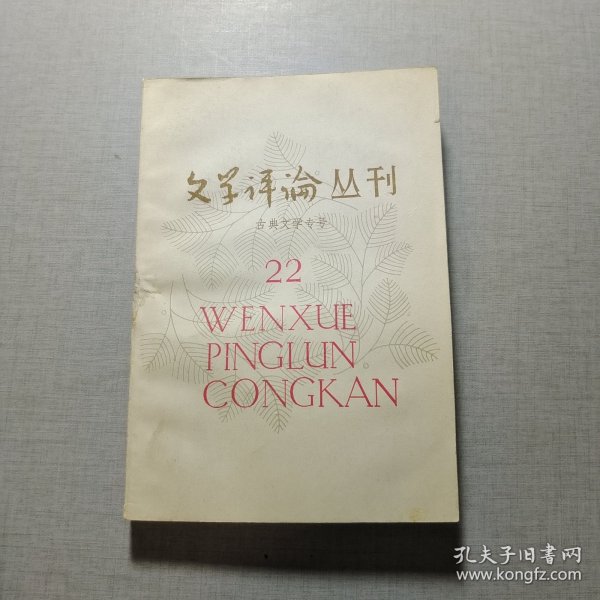 文学评论丛刊
古典文学专号
22
WENXUE
PINGLUN
CONGKAN
孔夫子旧書网
www.kongfz.com